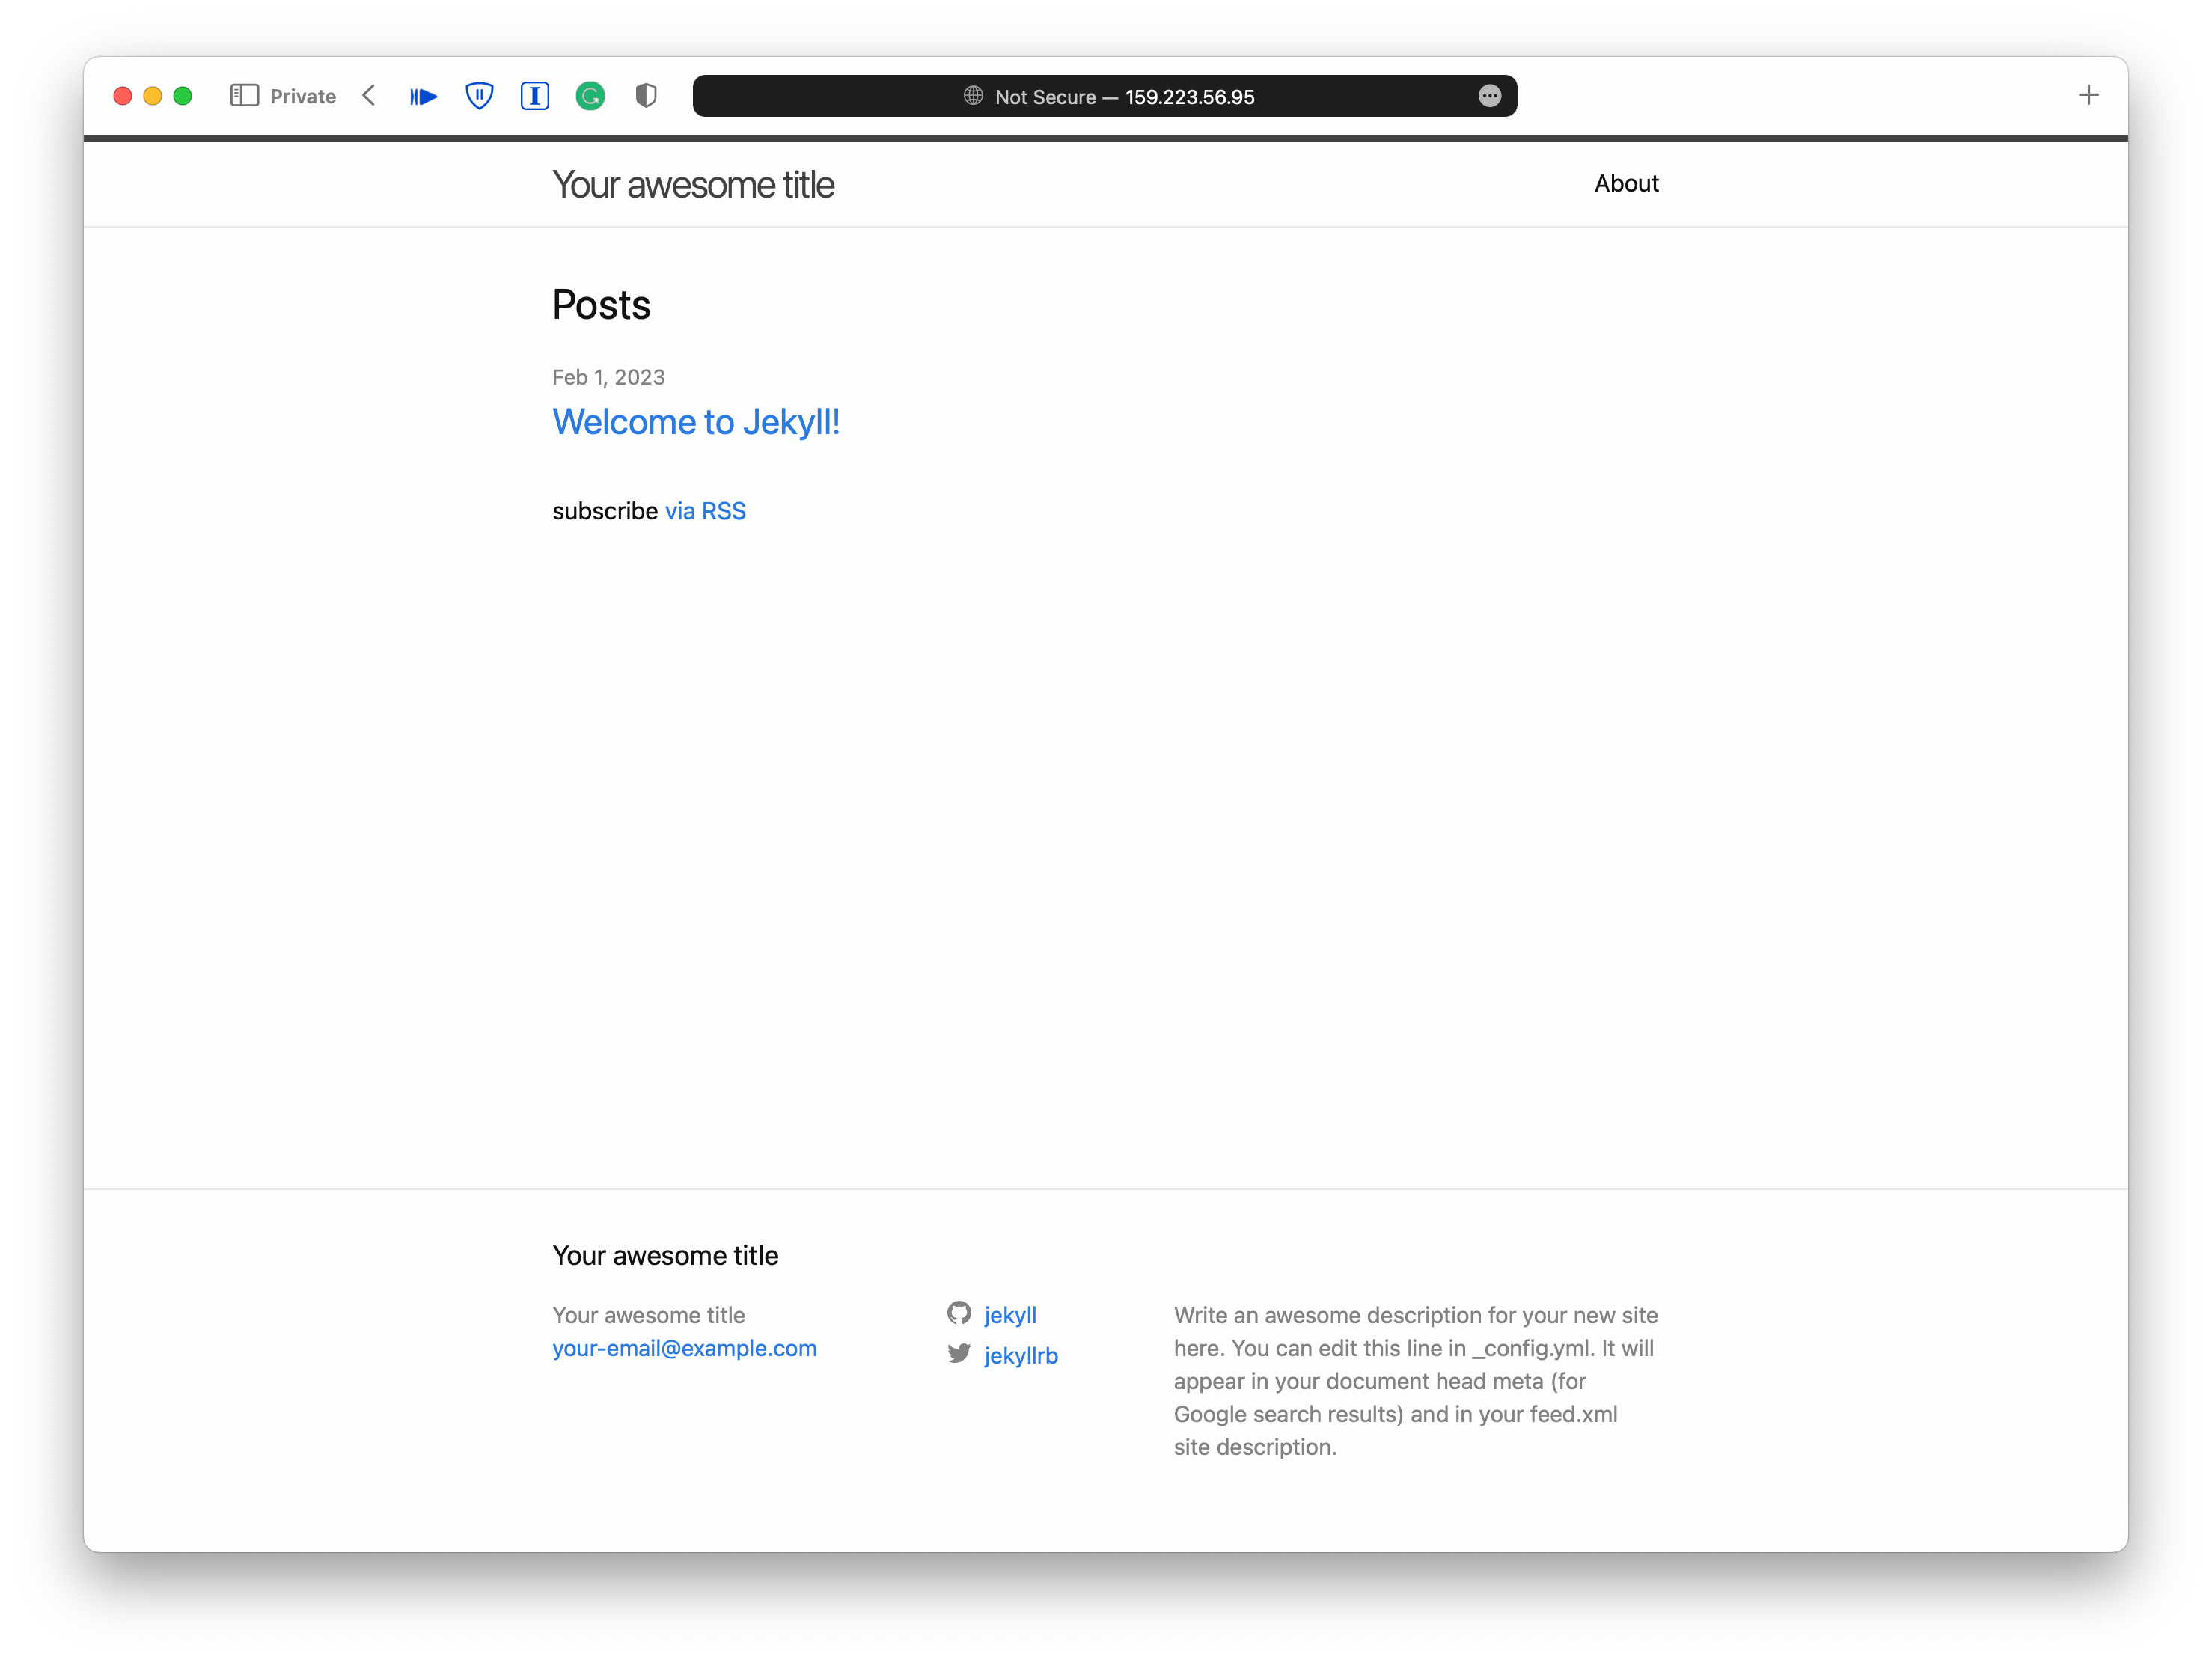 Private
Not Secure — 159.223.56.95
Your awesome title
About
Posts
Feb 1, 2023
Welcome to Jekyll!
subscribe via RSS
Your awesome title
Your awesome title
your-email@example.com
jekyll
jekyllrb
Write an awesome description for your new site
here. You can edit this line in _config.yml. It will
appear in your document head meta (for
Google search results) and in your feed.xml
site description.